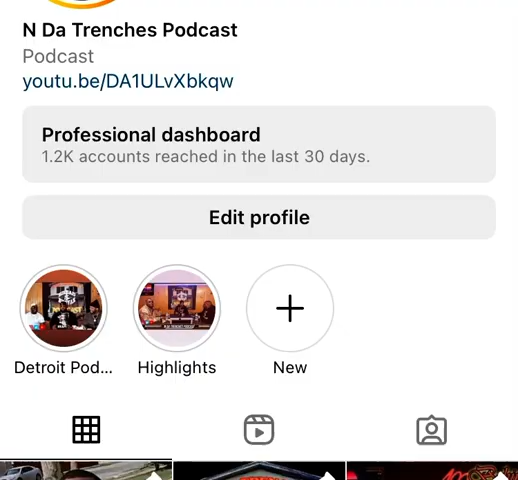 N Da Trenches Podcast
Podcast
youtu.be/DA1ULvXbkqw
Professional dashboard
1.2K accounts reached in the last 30 days.
Edit profile
Detroit Pod...
Highlights
New